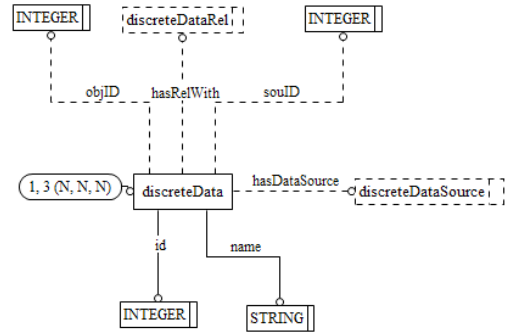 INTEGER
discreteDataRel
INTEGER
objID
hasRelWith
souID
1, 3 (N, N, N)
discreteData
hasDataSource
discreteDataSource
id
name
INTEGER
STRING